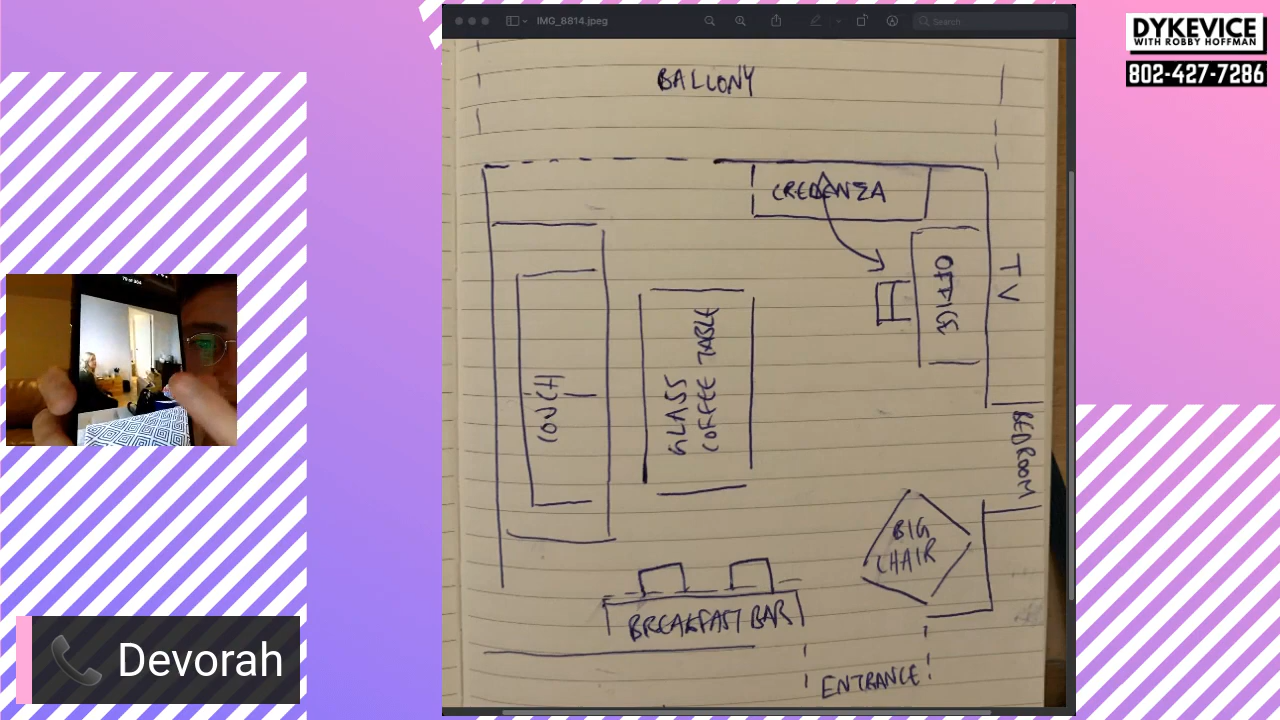 IMG_8814.jpeg
Search
DYKEVICE
WITH ROBBY HOFFMAN
802-427-7286
BALLONY
CREDENZA
TV
OFFICE
GLASS
COFFEE TABLE
COUCH
BEDROOM
BIG
CHAIR
BREAKFAST BAR
ENTRANCE
Devorah